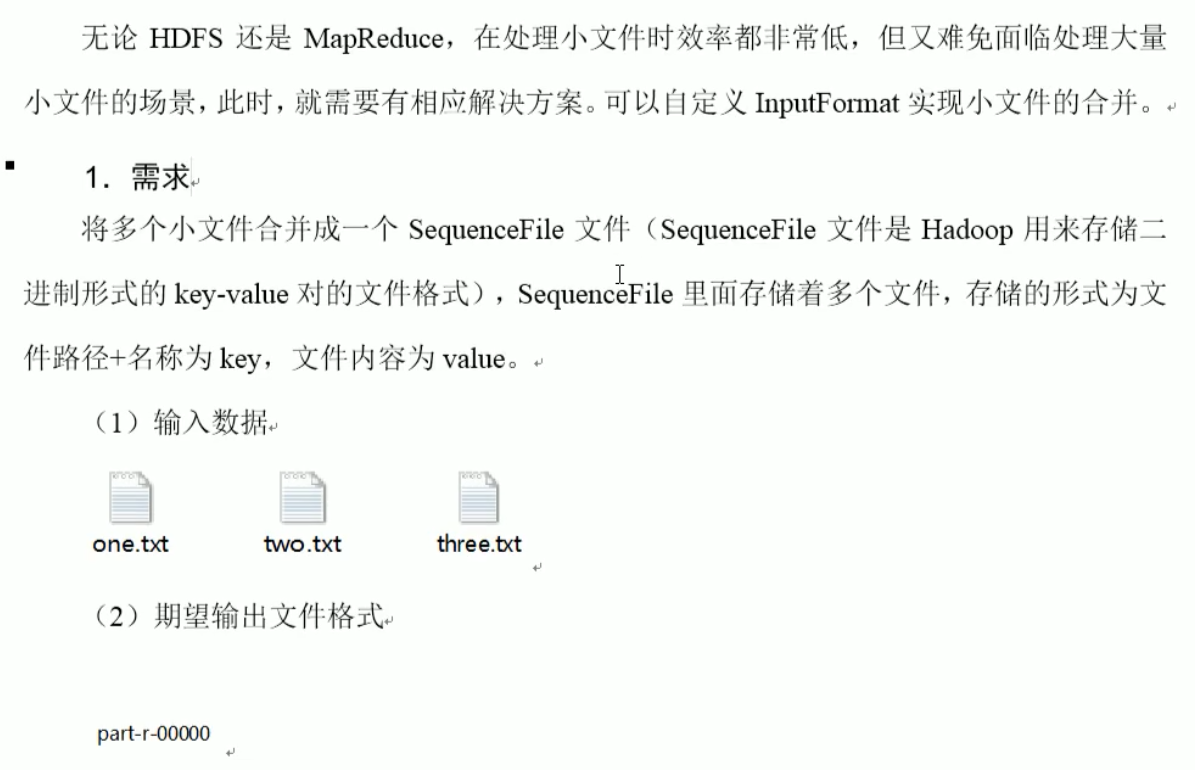 无论 HDFS 还是 MapReduce，在处理小文件时效率都非常低，但又难免面临处理大量
小文件的场景，此时，就需要有相应解决方案。可以自定义 InputFormat 实现小文件的合并。
1．需求
将多个小文件合并成一个 SequenceFile 文件（SequenceFile 文件是 Hadoop 用来存储二
进制形式的 key-value 对的文件格式），SequenceFile 里面存储着多个文件，存储的形式为文
件路径+名称为 key，文件内容为 value。
（1）输入数据
one.txt two.txt three.txt
（2）期望输出文件格式
part-r-00000